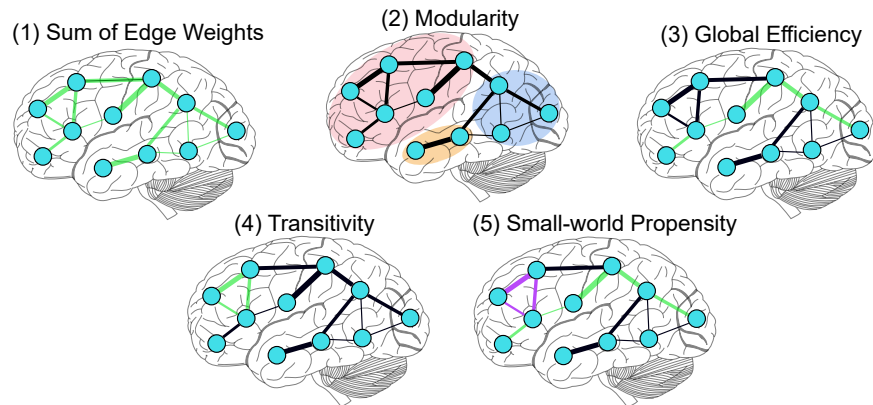 (1) Sum of Edge Weights
(2) Modularity
(3) Global Efficiency
(4) Transitivity
(5) Small-world Propensity